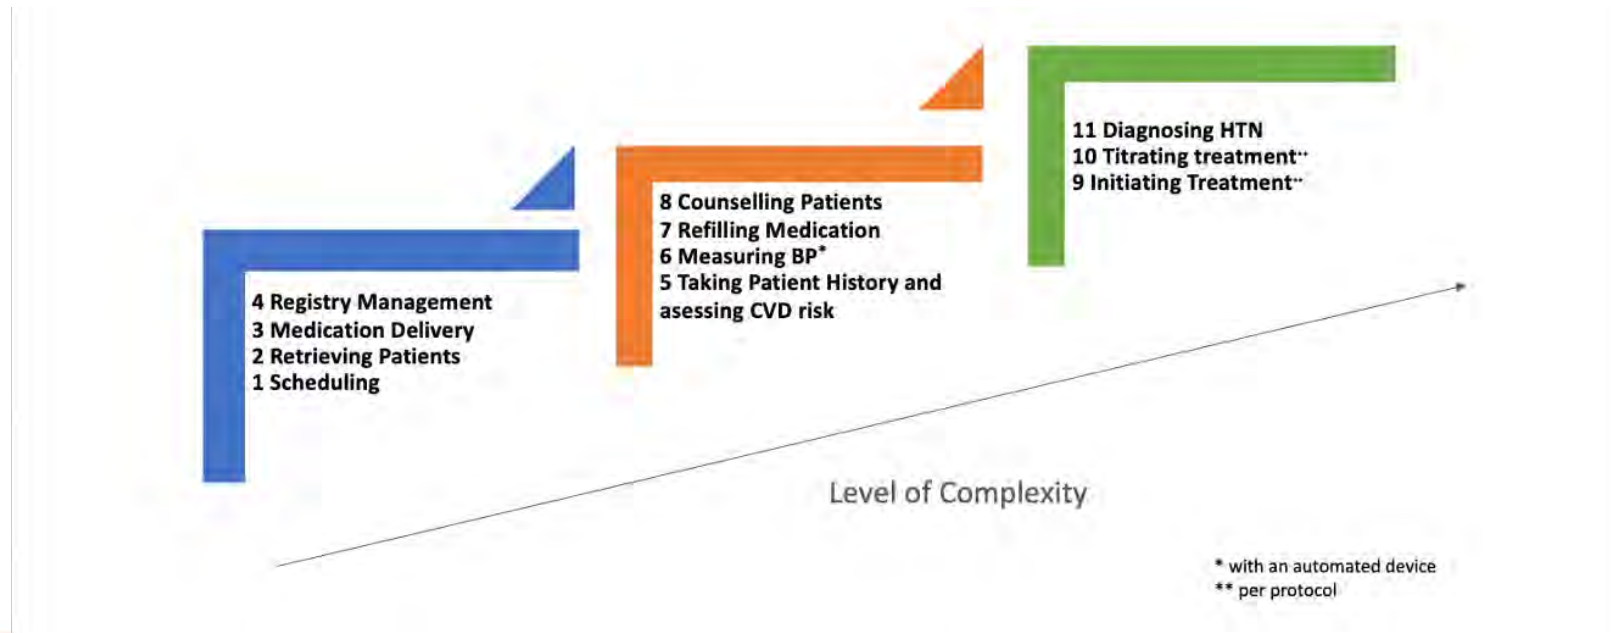 11 Diagnosing HTN
10 Titrating treatment**
9 Initiating Treatment**
8 Counselling Patients
7 Refilling Medication
6 Measuring BP*
5 Taking Patient History and
asessing CVD risk
4 Registry Management
3 Medication Delivery
2 Retrieving Patients
1 Scheduling
Level of Complexity
* with an automated device
** per protocol